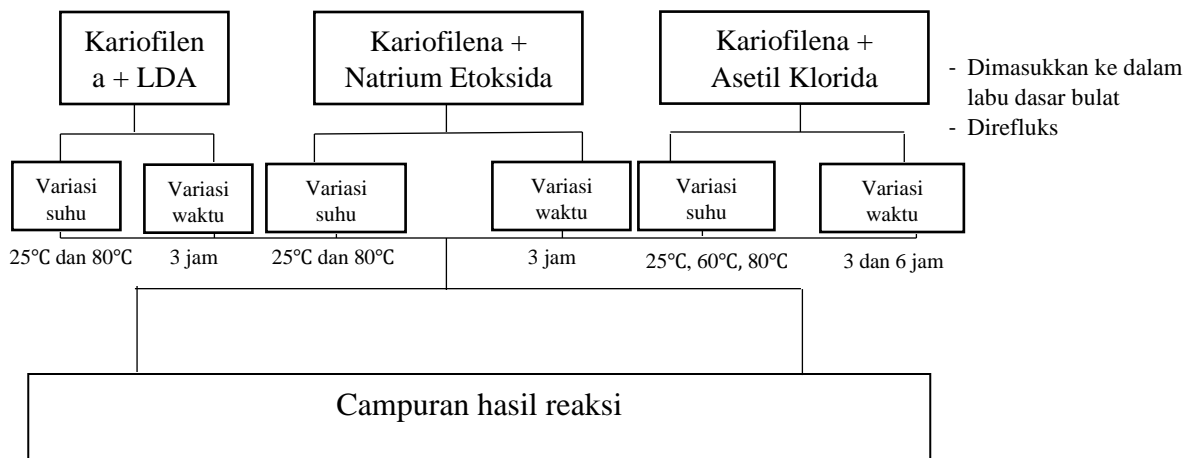 Kariofilen
a + LDA
Kariofilena +
Natrium Etoksida
Kariofilena +
Asetil Klorida
- Dimasukkan ke dalam
labu dasar bulat
- Direfluks
Variasi
suhu
Variasi
waktu
Variasi
suhu
Variasi
waktu
Variasi
suhu
Variasi
waktu
25℃ dan 80℃
3 jam
25℃ dan 80℃
3 jam
25℃, 60℃, 80℃
3 dan 6 jam
Campuran hasil reaksi